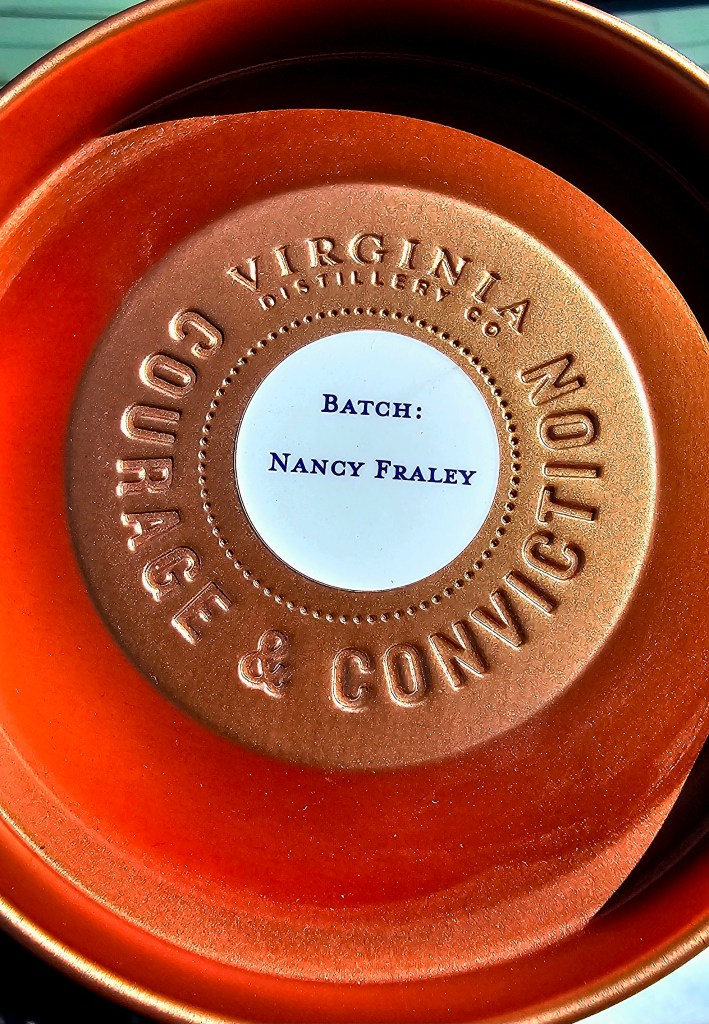 VIRGINIA
DISTILLERY CO
COURAGE & CONVICTION
BATCH:
NANCY FRALEY